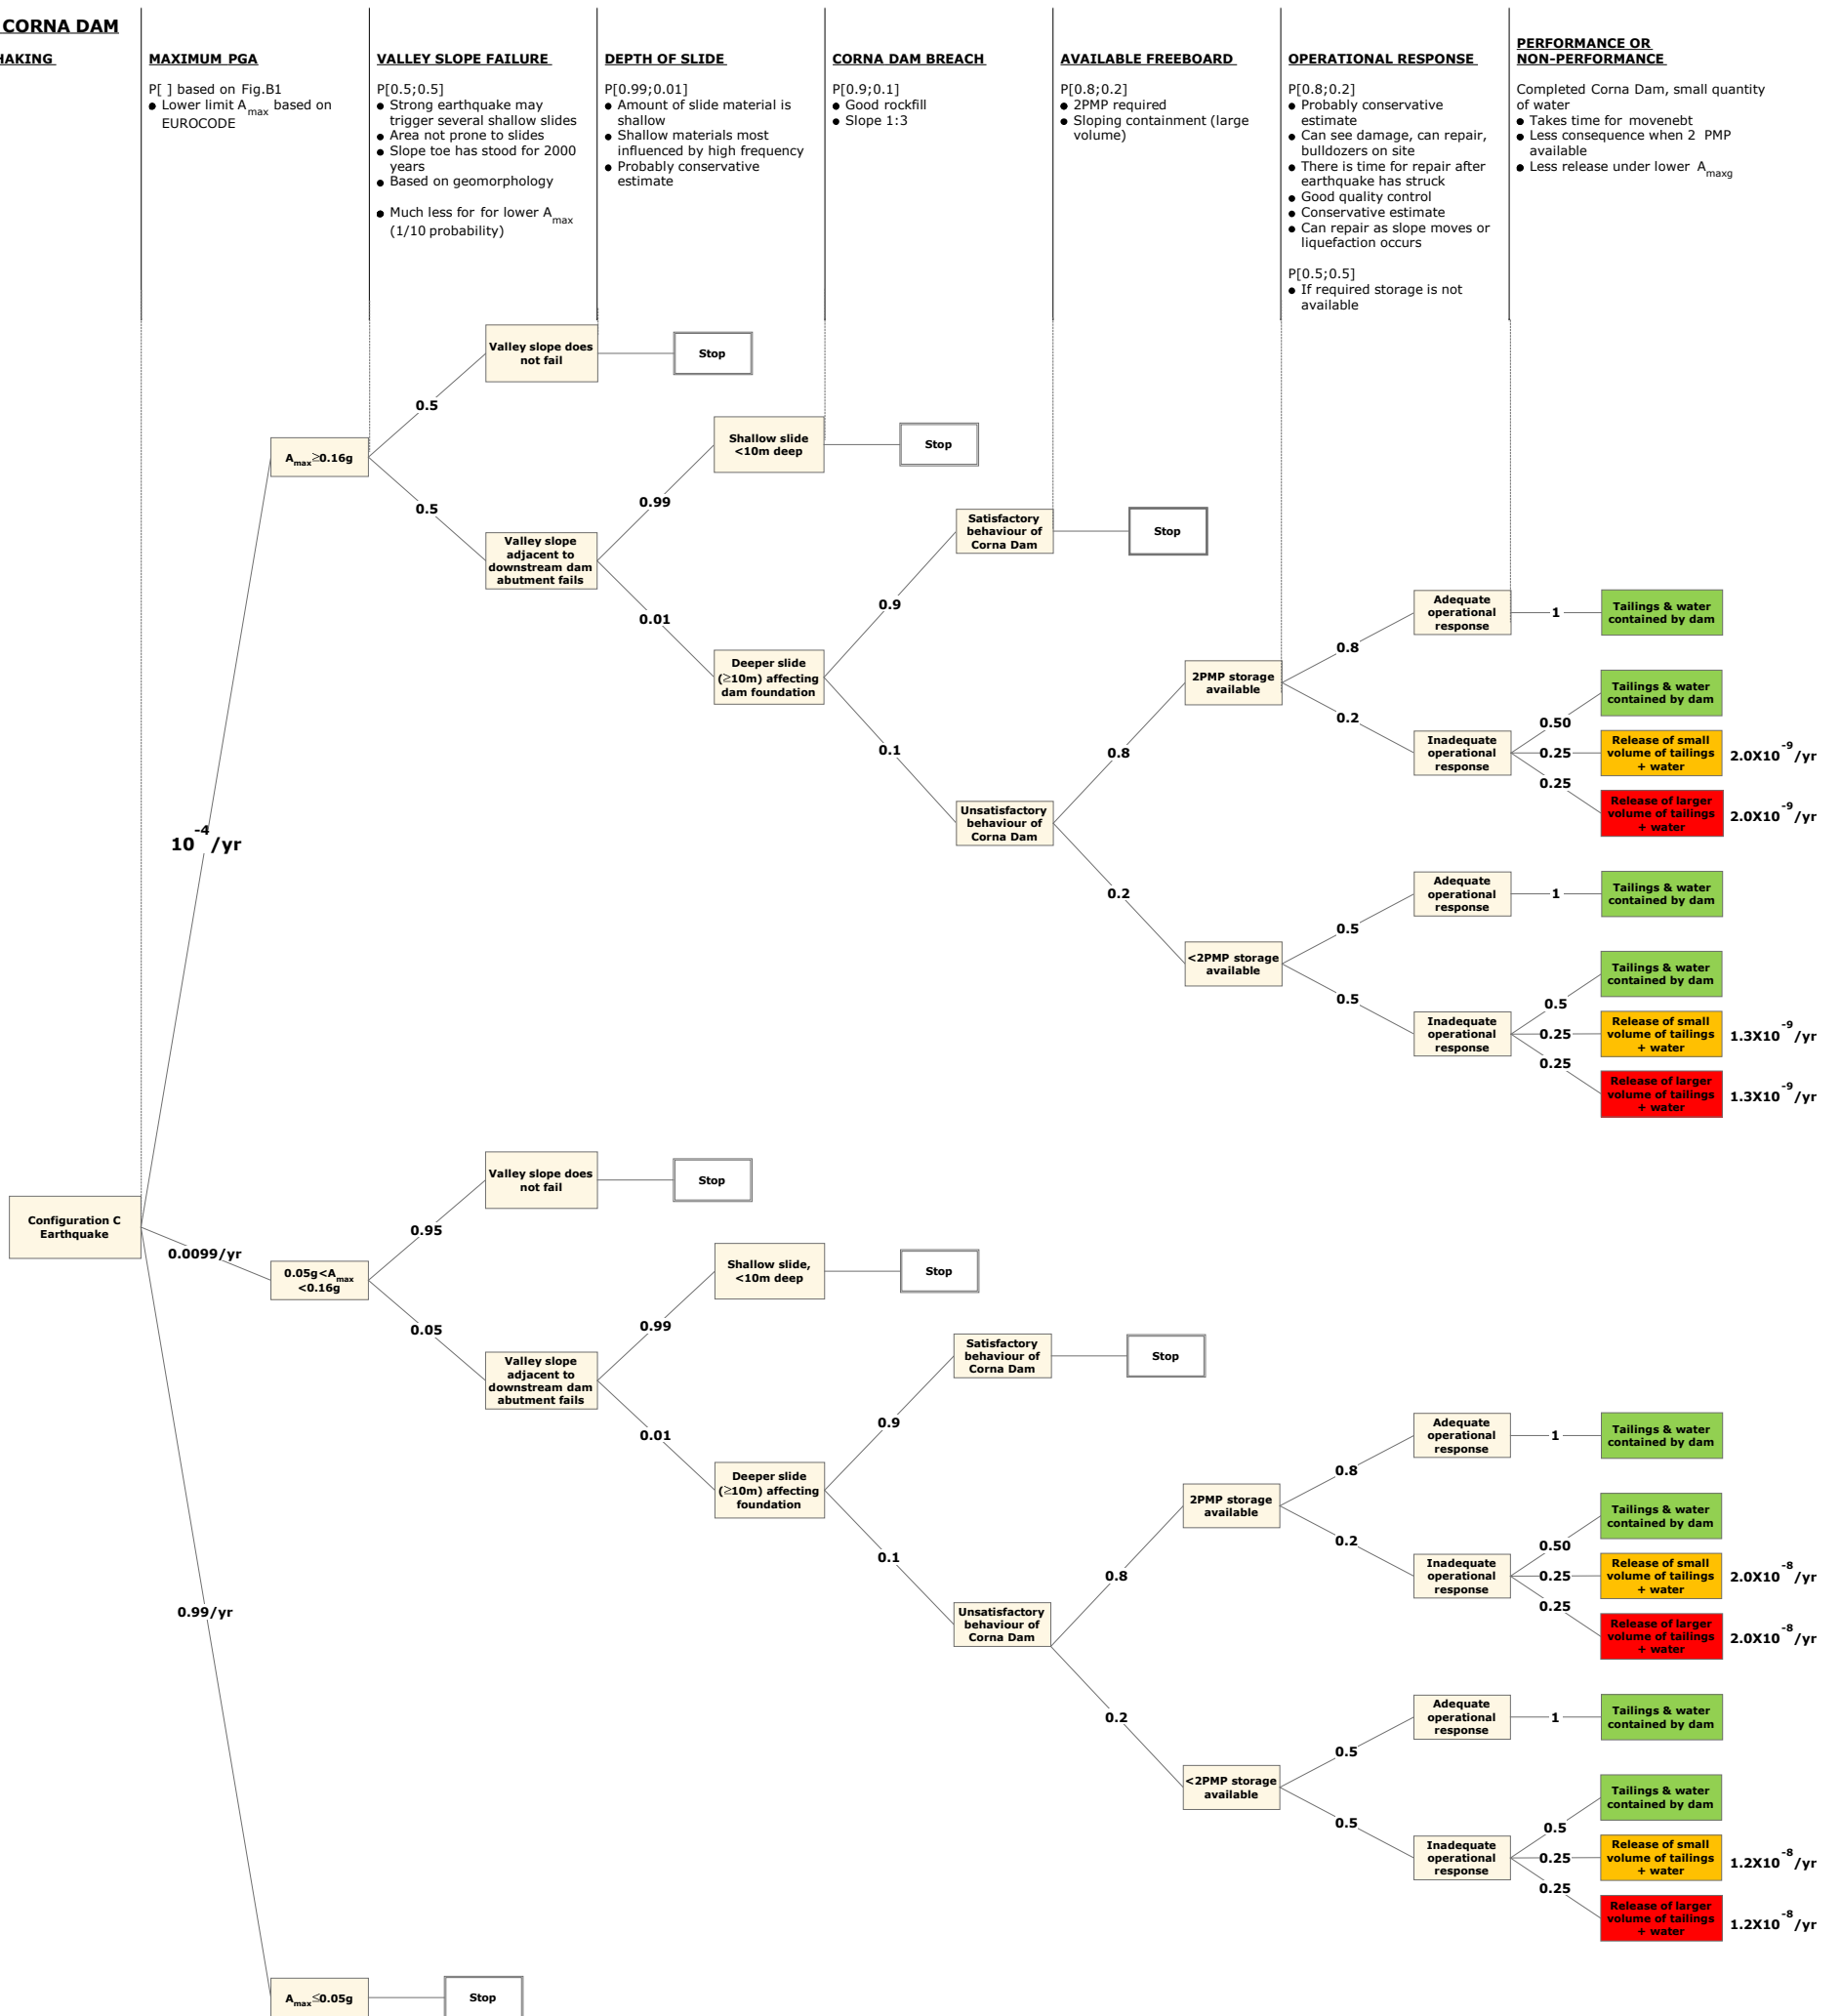 CORNA DAM
HAKING
MAXIMUM PGA
P[ ] based on Fig.B1
● Lower limit Amax based on
EUROCODE
VALLEY SLOPE FAILURE
P[0.5;0.5]
● Strong earthquake may
trigger several shallow slides
● Area not prone to slides
● Slope toe has stood for 2000
years
● Based on geomorphology
● Much less for for lower Amax
(1/10 probability)
DEPTH OF SLIDE
P[0.99;0.01]
● Amount of slide material is
shallow
● Shallow materials most
influenced by high frequency
● Probably conservative
estimate
CORNA DAM BREACH
P[0.9;0.1]
● Good rockfill
● Slope 1:3
AVAILABLE FREEBOARD
P[0.8;0.2]
● 2PMP required
● Sloping containment (large
volume)
OPERATIONAL RESPONSE
P[0.8;0.2]
● Probably conservative
estimate
● Can see damage, can repair,
bulldozers on site
● There is time for repair after
earthquake has struck
● Good quality control
● Conservative estimate
● Can repair as slope moves or
liquefaction occurs
P[0.5;0.5]
● If required storage is not
available
PERFORMANCE OR
NON-PERFORMANCE
Completed Corna Dam, small quantity
of water
● Takes time for movenebt
● Less consequence when 2 PMP
available
● Less release under lower Amaxg
Valley slope does
not fail
Stop
0.5
Amax≥0.16g
0.5
Shallow slide
<10m deep
Stop
0.99
Valley slope
adjacent to
downstream dam
abutment fails
0.01
Satisfactory
behaviour of
Corna Dam
Stop
0.9
Deeper slide
(≥10m) affecting
dam foundation
0.1
Adequate
operational
response
1
Tailings & water
contained by dam
0.8
2PMP storage
available
0.2
Tailings & water
contained by dam
0.50
Inadequate
operational
response
0.25
Release of small
volume of tailings
+ water
2.0X10-9/yr
0.25
Release of larger
volume of tailings
+ water
2.0X10-9/yr
0.8
Unsatisfactory
behaviour of
Corna Dam
10-4/yr
0.2
Adequate
operational
response
1
Tailings & water
contained by dam
0.5
<2PMP storage
available
0.5
Tailings & water
contained by dam
0.5
Inadequate
operational
response
0.25
Release of small
volume of tailings
+ water
1.3X10-9/yr
0.25
Release of larger
volume of tailings
+ water
1.3X10-9/yr
Configuration C
Earthquake
0.0099/yr
Valley slope does
not fail
Stop
0.95
0.05g<Amax
<0.16g
0.05
Shallow slide,
<10m deep
Stop
0.99
Valley slope
adjacent to
downstream dam
abutment fails
0.01
Satisfactory
behaviour of
Corna Dam
Stop
0.9
Deeper slide
(≥10m) affecting
foundation
0.1
Adequate
operational
response
1
Tailings & water
contained by dam
0.8
2PMP storage
available
0.2
Tailings & water
contained by dam
0.50
Inadequate
operational
response
0.25
Release of small
volume of tailings
+ water
2.0X10-8/yr
0.25
Release of larger
volume of tailings
+ water
2.0X10-8/yr
0.8
Unsatisfactory
behaviour of
Corna Dam
0.99/yr
0.2
Adequate
operational
response
1
Tailings & water
contained by dam
0.5
<2PMP storage
available
0.5
Tailings & water
contained by dam
0.5
Inadequate
operational
response
0.25
Release of small
volume of tailings
+ water
1.2X10-8/yr
0.25
Release of larger
volume of tailings
+ water
1.2X10-8/yr
Amax≤0.05g
Stop